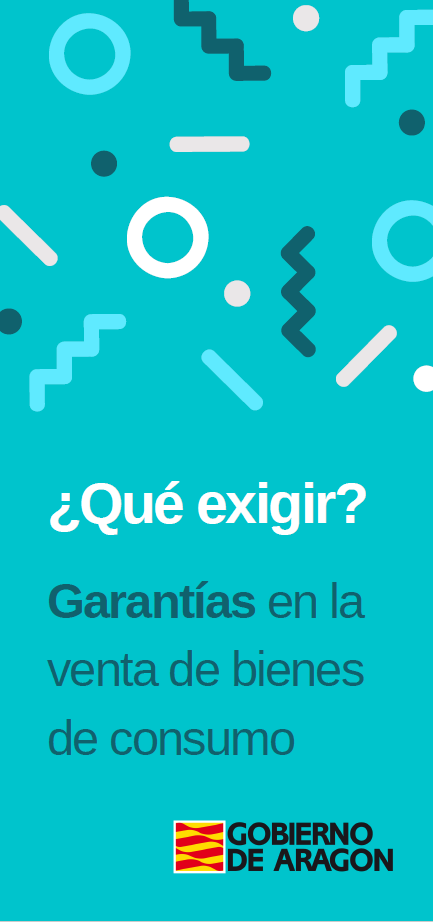 ¿Qué exigir?
Garantías en la
venta de bienes
de consumo
GOBIERNO
DE ARAGON